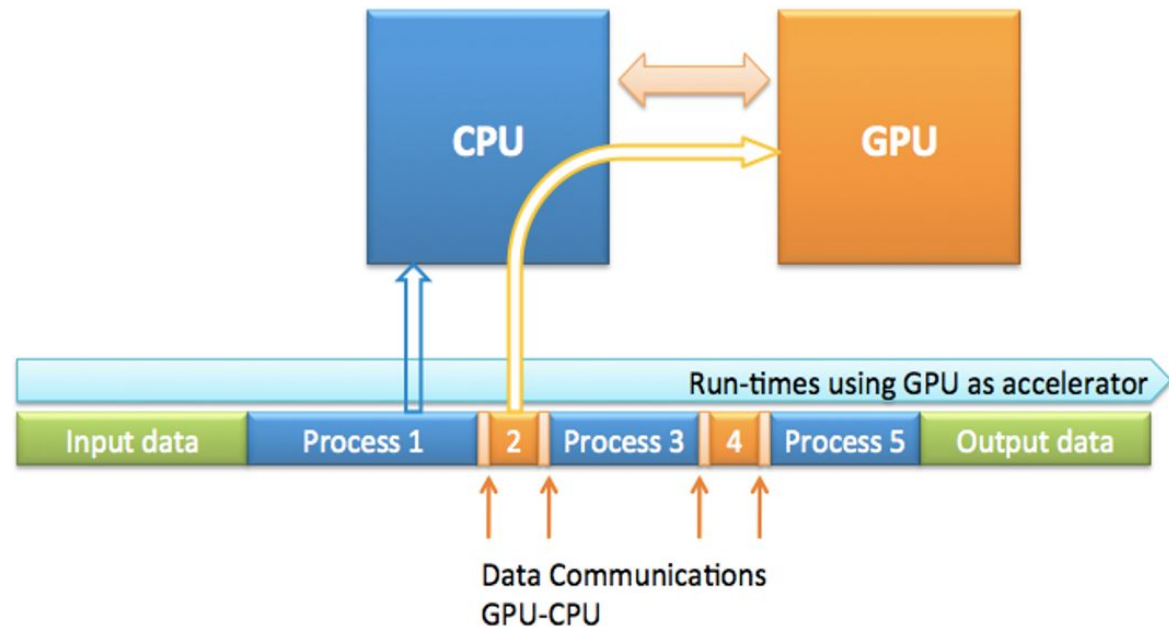 CPU
GPU
Run-times using GPU as accelerator
Input data
Process 1
2
Process 3
4
Process 5
Output data
Data Communications
GPU-CPU